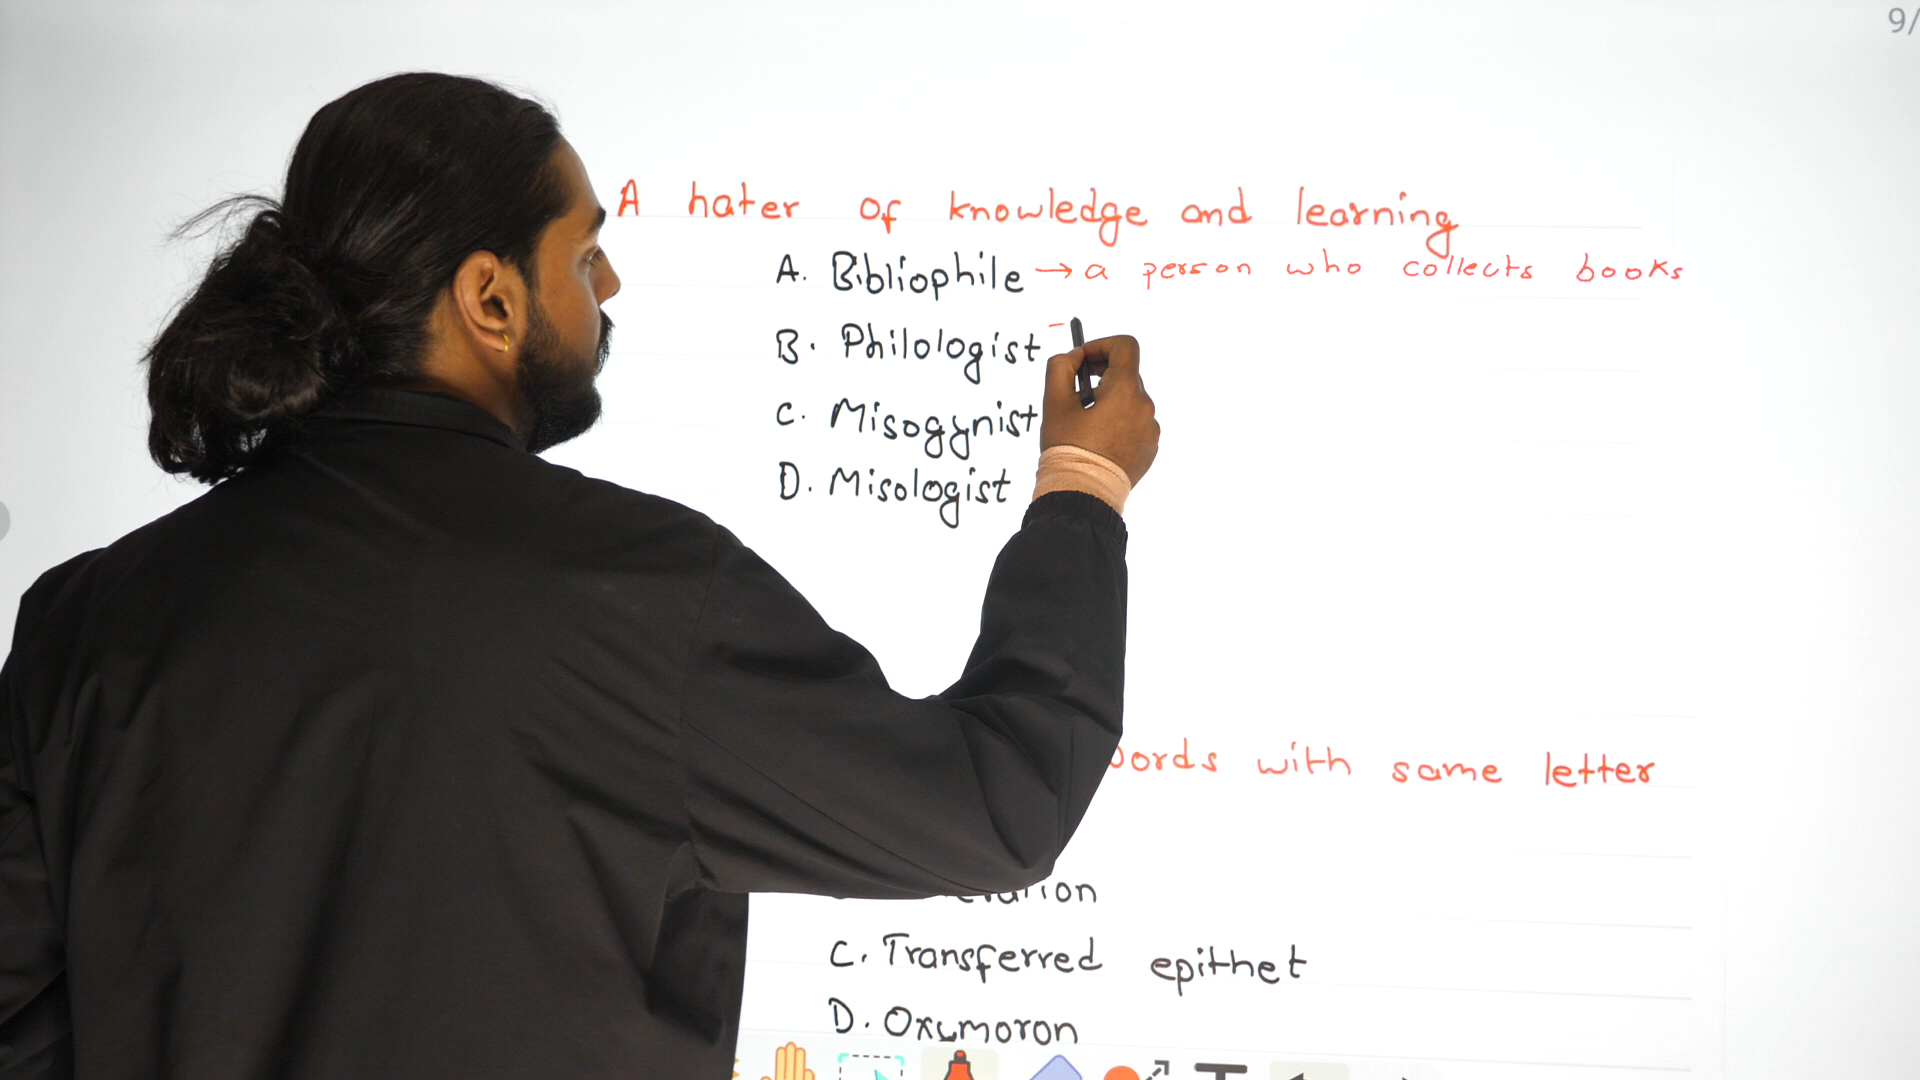 9/
A hater of knowledge and learning
A. Bibliophile → a person who collects books
B. Philologist
C. Misogynist
D. Misologist
words with same letter
C. Transferred epithet
D. Oxymoron